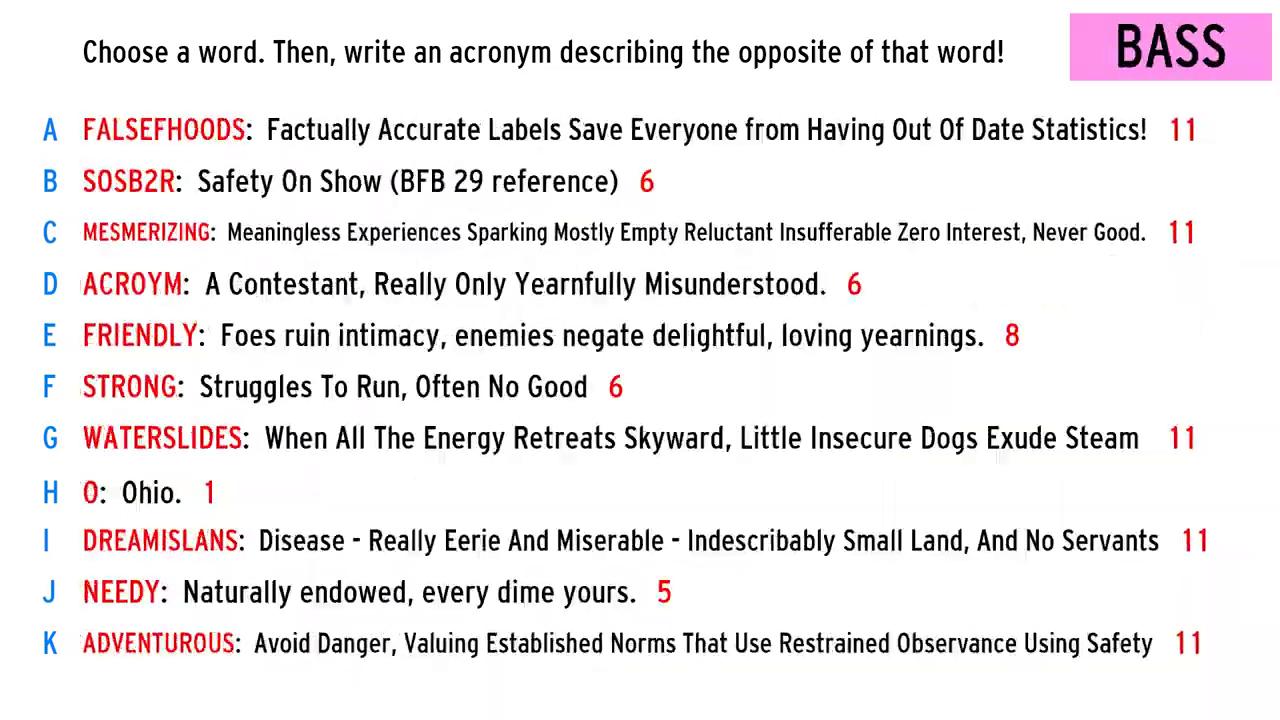 Choose a word. Then, write an acronym describing the opposite of that word!
BASS
A FALSEFHOODS: Factually Accurate Labels Save Everyone from Having Out Of Date Statistics! 11
B SOSB2R: Safety On Show (BFB 29 reference) 6
C MESMERIZING: Meaningless Experiences Sparking Mostly Empty Reluctant Insufferable Zero Interest, Never Good. 11
D ACROYM: A Contestant, Really Only Yearnfully Misunderstood. 6
E FRIENDLY: Foes ruin intimacy, enemies negate delightful, loving yearnings. 8
F STRONG: Struggles To Run, Often No Good 6
G WATERSLIDES: When All The Energy Retreats Skyward, Little Insecure Dogs Exude Steam 11
H O: Ohio. 1
I DREAMISLANS: Disease - Really Eerie And Miserable - Indescribably Small Land, And No Servants 11
J NEEDY: Naturally endowed, every dime yours. 5
K ADVENTUROUS: Avoid Danger, Valuing Established Norms That Use Restrained Observance Using Safety 11